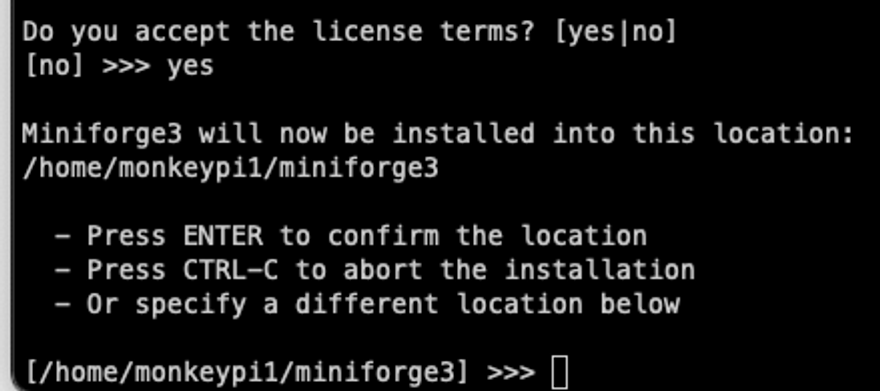 Do you accept the license terms? [yes|no]
[no] >>> yes
Miniforge3 will now be installed into this location:
/home/monkeypi1/miniforge3
- Press ENTER to confirm the location
- Press CTRL-C to abort the installation
- Or specify a different location below
[/home/monkeypi1/miniforge3] >>>